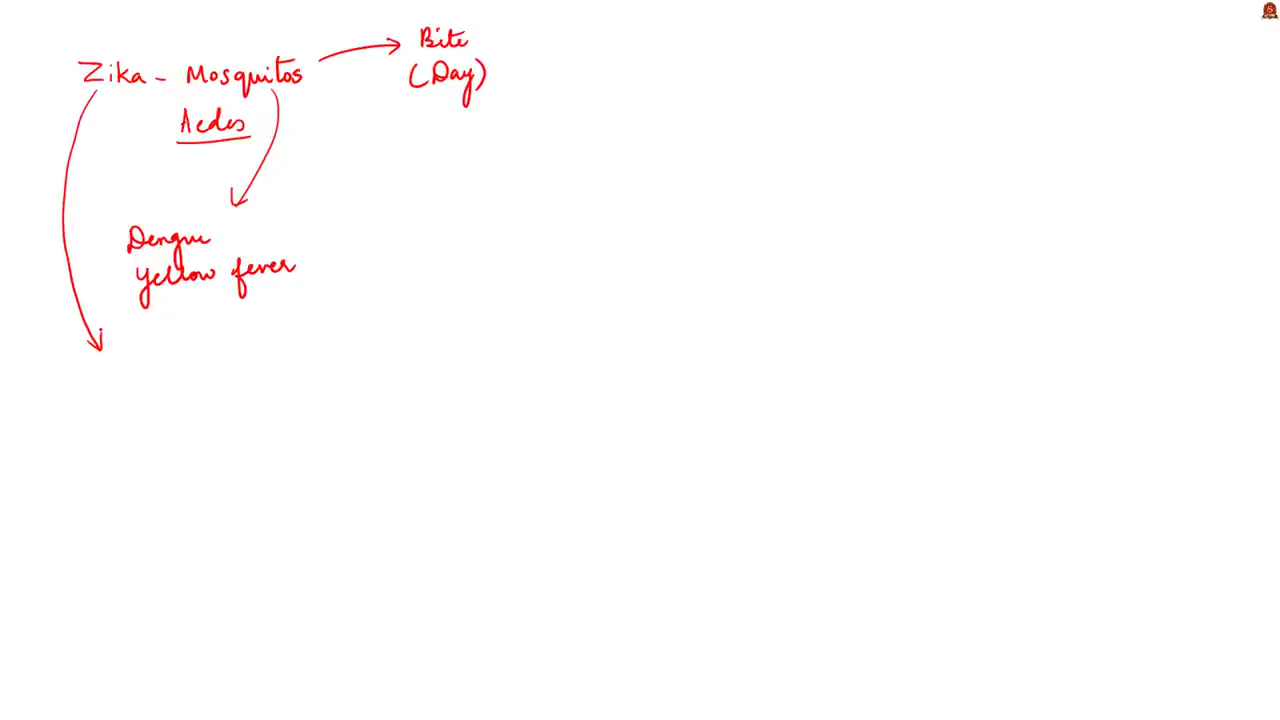 Bite
Zika - Mosquitos
(Day)
Aedes
Dengue
Yellow fever